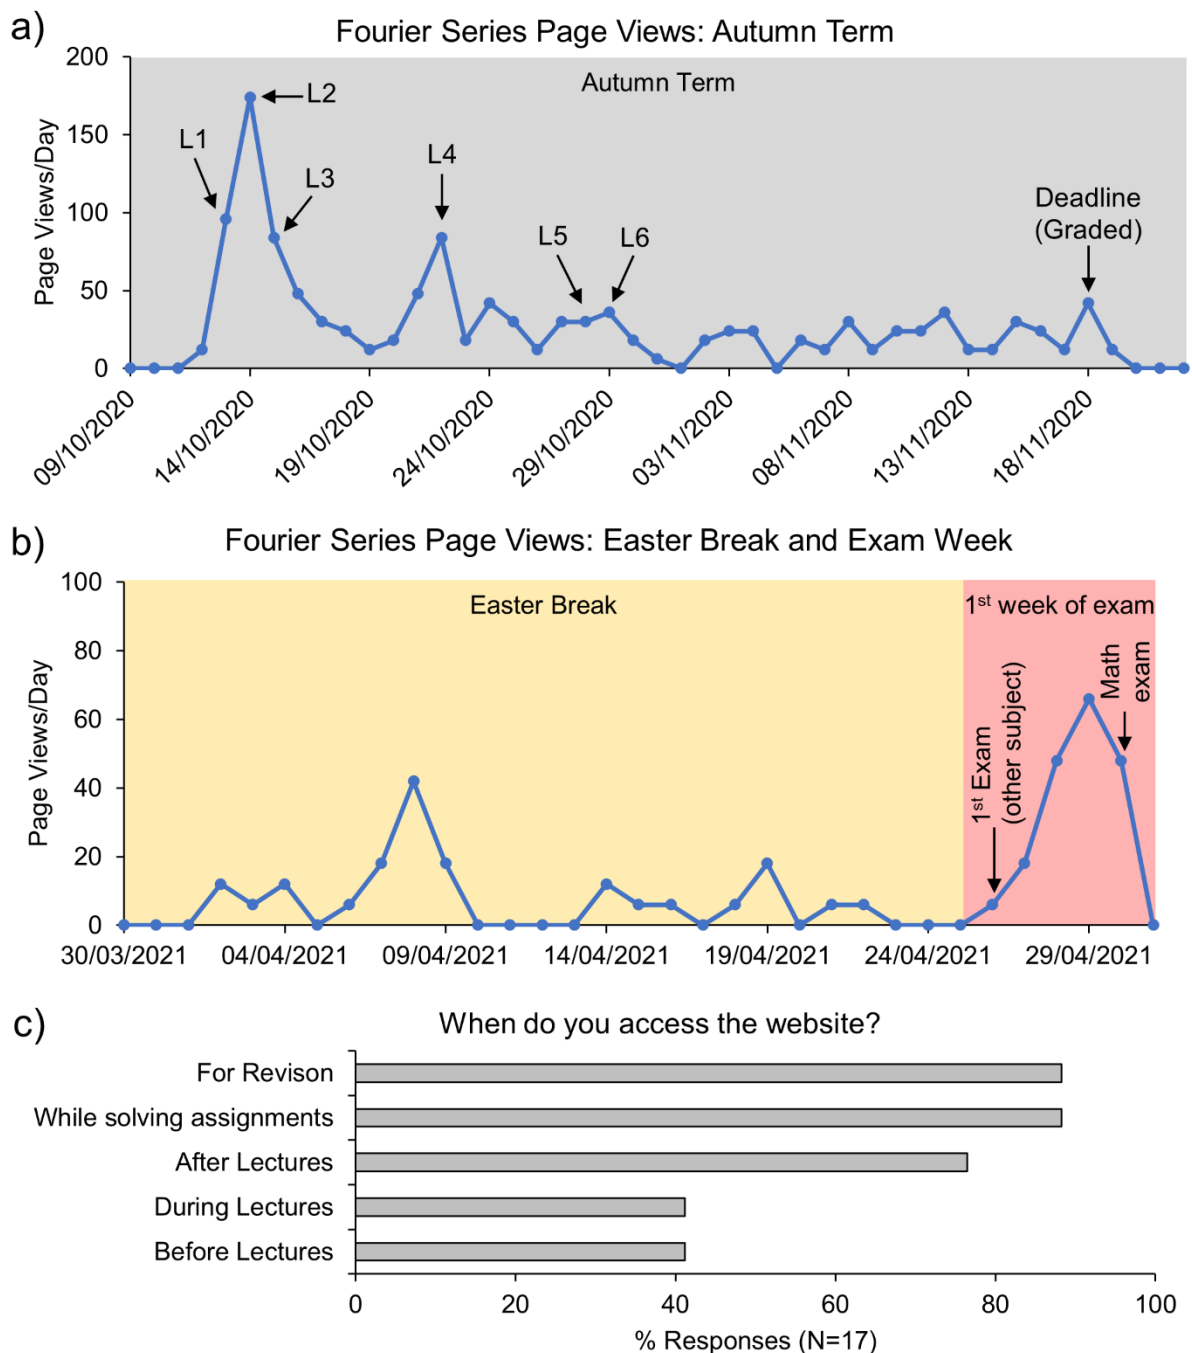 a)
Fourier Series Page Views: Autumn Term
Autumn Term
Page Views/Day
200
150
100
50
0
L1
L2
L3
L4
L5
L6
Deadline
(Graded)
09/10/2020
14/10/2020
19/10/2020
24/10/2020
29/10/2020
03/11/2020
08/11/2020
13/11/2020
18/11/2020
b)
Fourier Series Page Views: Easter Break and Exam Week
Easter Break
1st week of exam
Page Views/Day
100
80
60
40
20
0
1st Exam
(other subject)
Math
exam
30/03/2021
04/04/2021
09/04/2021
14/04/2021
19/04/2021
24/04/2021
29/04/2021
c)
When do you access the website?
For Revison
While solving assignments
After Lectures
During Lectures
Before Lectures
0
20
40
60
80
100
% Responses (N=17)